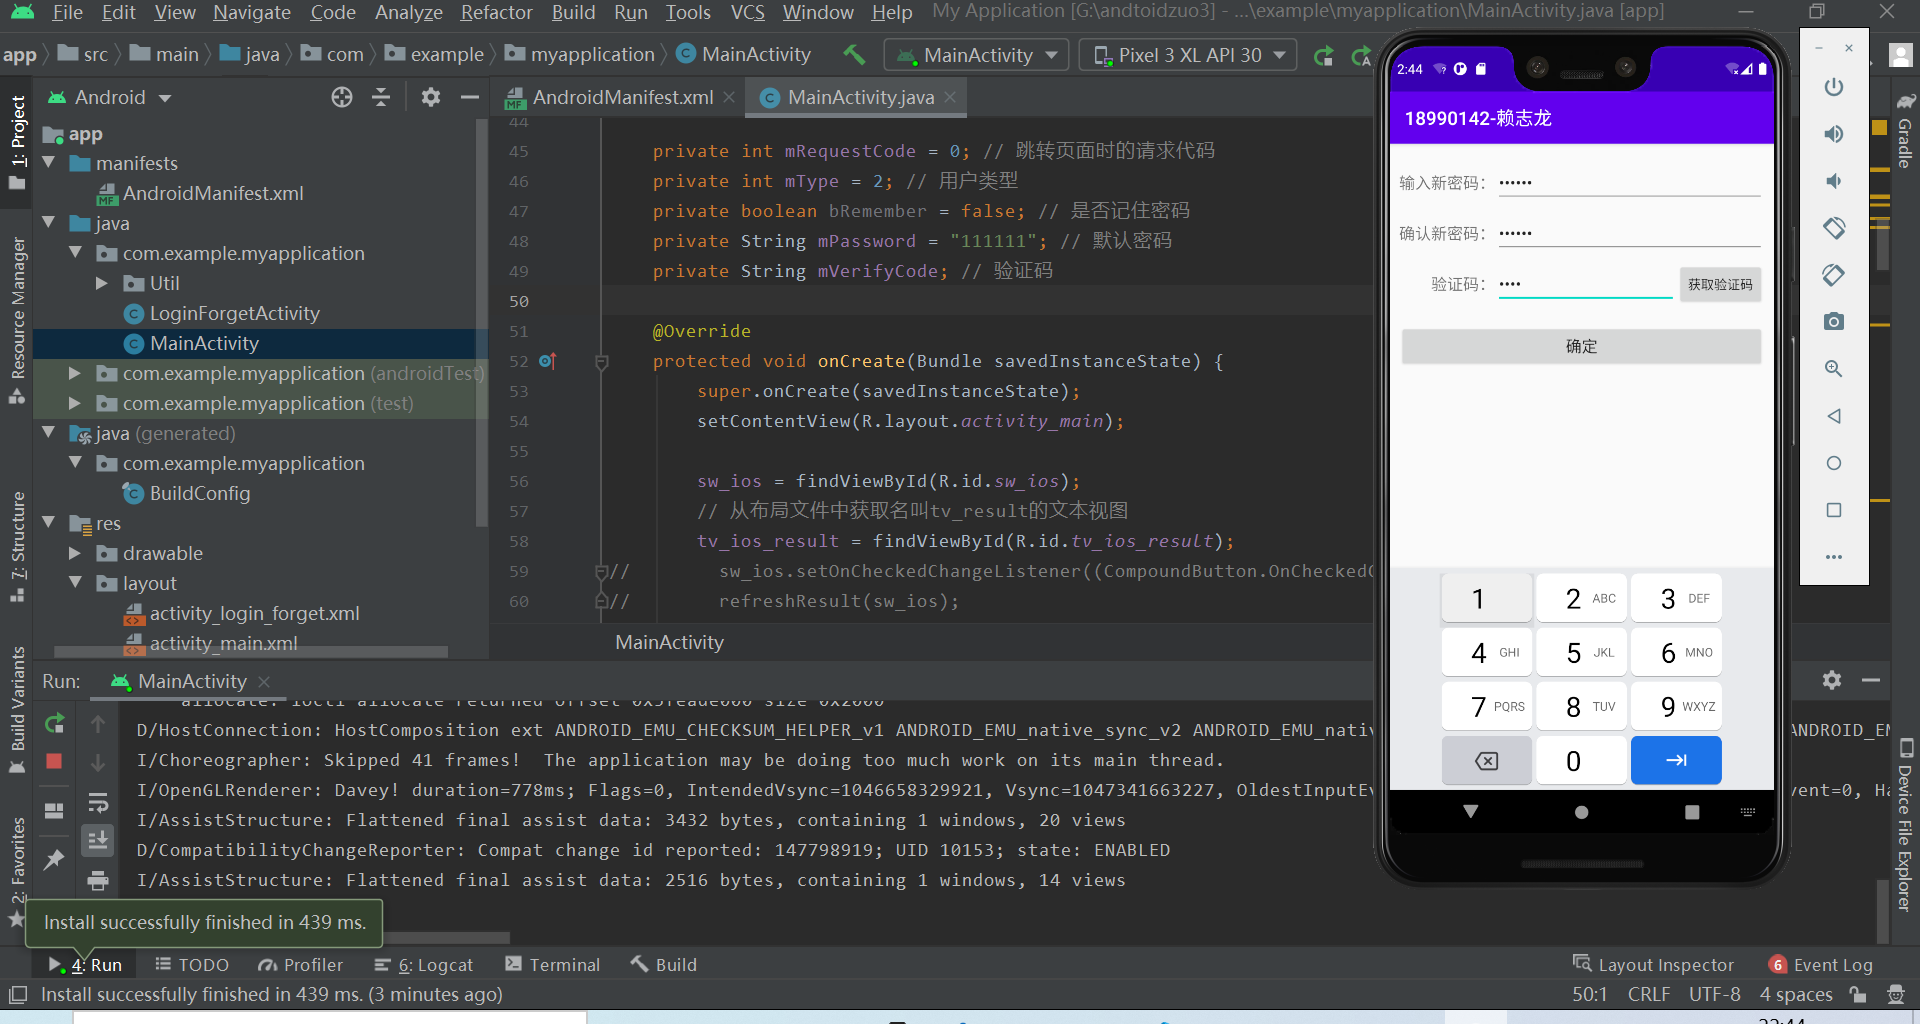 File Edit View Navigate Code Analyze Refactor Build Run Tools VCS Window Help My Application [G:\andtoidzuo3] - ...\example\myapplication\MainActivity.java [app]
app src main java com example myapplication MainActivity MainActivity Pixel 3 XL API 30
1: Project
Resource Manager
7: Structure
Build Variants
2: Favorites
Android
app
manifests
AndroidManifest.xml
java
com.example.myapplication
Util
LoginForgetActivity
MainActivity
com.example.myapplication (androidTest)
com.example.myapplication (test)
java (generated)
com.example.myapplication
BuildConfig
res
drawable
layout
activity_login_forget.xml
activity_main.xml
AndroidManifest.xml MainActivity.java
44
45 private int mRequestCode = 0; // 跳转页面时的请求代码
46 private int mType = 2; // 用户类型
47 private boolean bRemember = false; // 是否记住密码
48 private String mPassword = "111111"; // 默认密码
49 private String mVerifyCode; // 验证码
50
51 @Override
52 protected void onCreate(Bundle savedInstanceState) {
53 super.onCreate(savedInstanceState);
54 setContentView(R.layout.activity_main);
55
56 sw_ios = findViewById(R.id.sw_ios);
57 // 从布局文件中获取名叫tv_result的文本视图
58 tv_ios_result = findViewById(R.id.tv_ios_result);
59 // sw_ios.setOnCheckedChangeListener((CompoundButton.OnCheckedC
60 // refreshResult(sw_ios);
MainActivity
2:44
18990142-赖志龙
输入新密码： ••••••
确认新密码： ••••••
验证码： •••• 获取验证码
确定
1 2 ABC 3 DEF
4 GHI 5 JKL 6 MNO
7 PQRS 8 TUV 9 WXYZ
0
Gradle
Device File Explorer
Run: MainActivity
allocate: ioctl allocate returned offset 0x3feade000 size 0x2000
D/HostConnection: HostComposition ext ANDROID_EMU_CHECKSUM_HELPER_v1 ANDROID_EMU_native_sync_v2 ANDROID_EMU_nativ ANDROID_EM
I/Choreographer: Skipped 41 frames! The application may be doing too much work on its main thread.
I/OpenGLRenderer: Davey! duration=778ms; Flags=0, IntendedVsync=1046658329921, Vsync=1047341663227, OldestInputEv vent=0, Ha
I/AssistStructure: Flattened final assist data: 3432 bytes, containing 1 windows, 20 views
D/CompatibilityChangeReporter: Compat change id reported: 147798919; UID 10153; state: ENABLED
I/AssistStructure: Flattened final assist data: 2516 bytes, containing 1 windows, 14 views
Install successfully finished in 439 ms.
4: Run TODO Profiler 6: Logcat Terminal Build Layout Inspector 6 Event Log
Install successfully finished in 439 ms. (3 minutes ago) 50:1 CRLF UTF-8 4 spaces